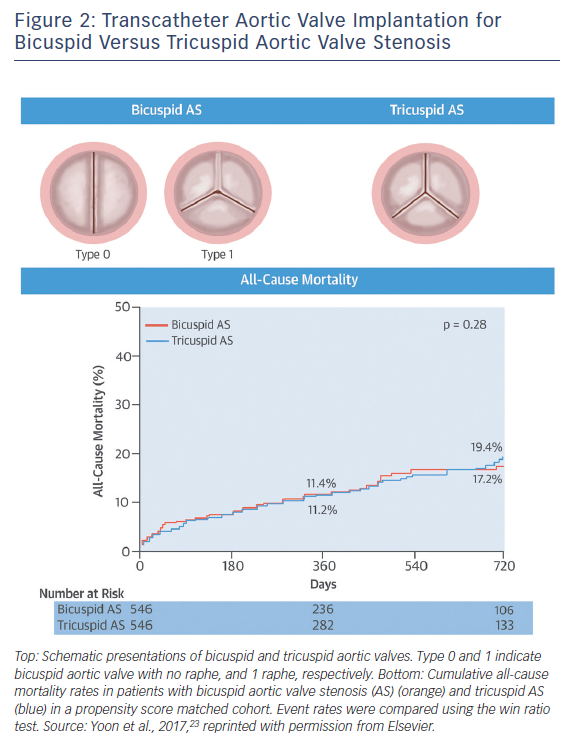 Figure 2: Transcatheter Aortic Valve Implantation for
Bicuspid Versus Tricuspid Aortic Valve Stenosis
Bicuspid AS
Tricuspid AS
Type 0
Type 1
All-Cause Mortality
50
40
30
20
10
0
All-Cause Mortality (%)
Bicuspid AS
Tricuspid AS
p = 0.28
11.4%
11.2%
19.4%
17.2%
0 180 360 540 720
Days
Number at Risk
Bicuspid AS 546 236 106
Tricuspid AS 546 282 133
Top: Schematic presentations of bicuspid and tricuspid aortic valves. Type 0 and 1 indicate
bicuspid aortic valve with no raphe, and 1 raphe, respectively. Bottom: Cumulative all-cause
mortality rates in patients with bicuspid aortic valve stenosis (AS) (orange) and tricuspid AS
(blue) in a propensity score matched cohort. Event rates were compared using the win ratio
test. Source: Yoon et al., 2017,²³ reprinted with permission from Elsevier.